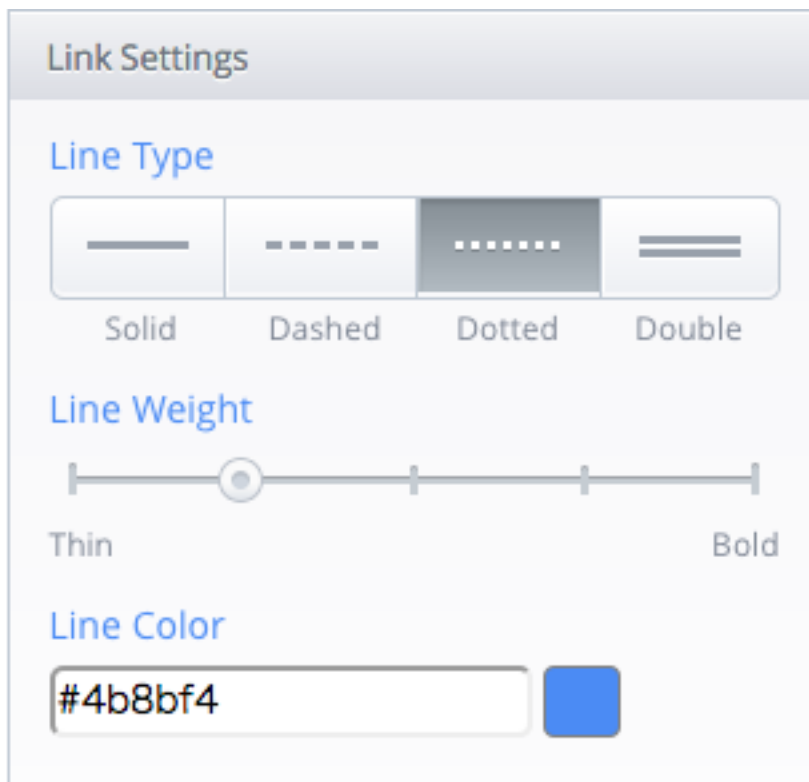 Link Settings
Line Type
Solid Dashed Dotted Double
Line Weight
Thin Bold
Line Color
#4b8bf4